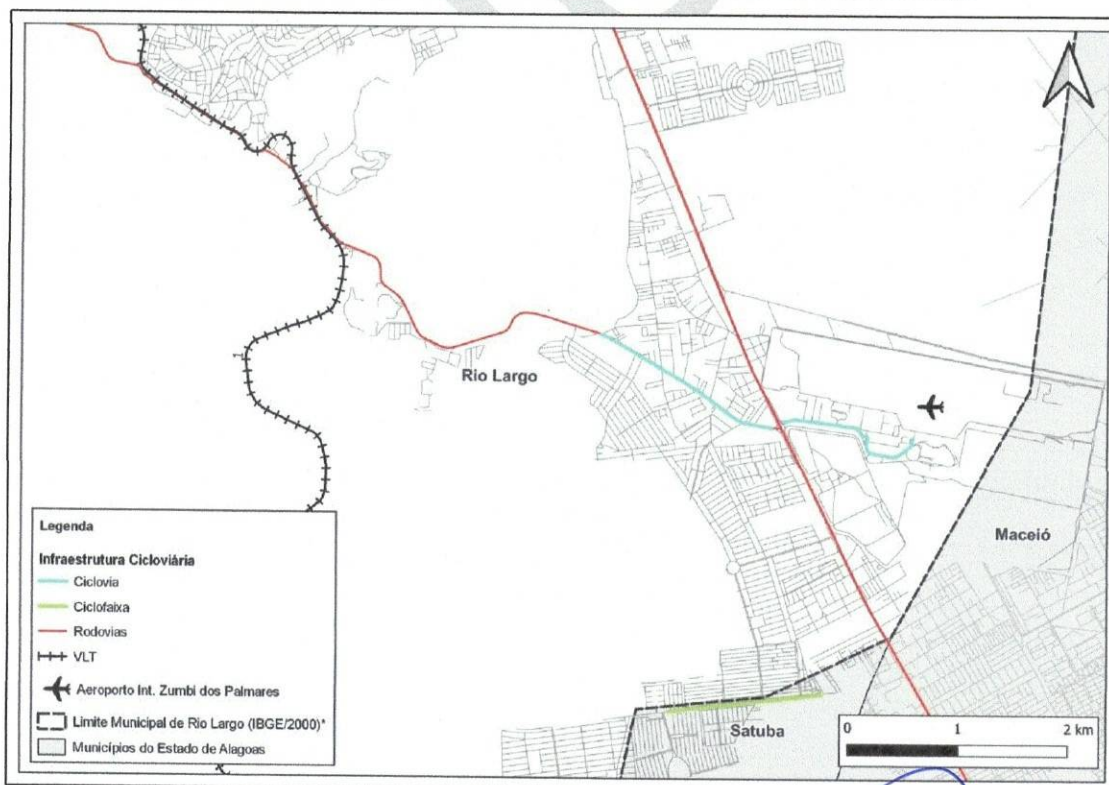 Rio Largo
Maceió
Legenda
Infraestrutura Cicloviária
Ciclovia
Ciclofaixa
Rodovias
VLT
Aeroporto Int. Zumbi dos Palmares
Limite Municipal de Rio Largo (IBGE/2000)*
Municípios do Estado de Alagoas
Satuba
0 1 2 km